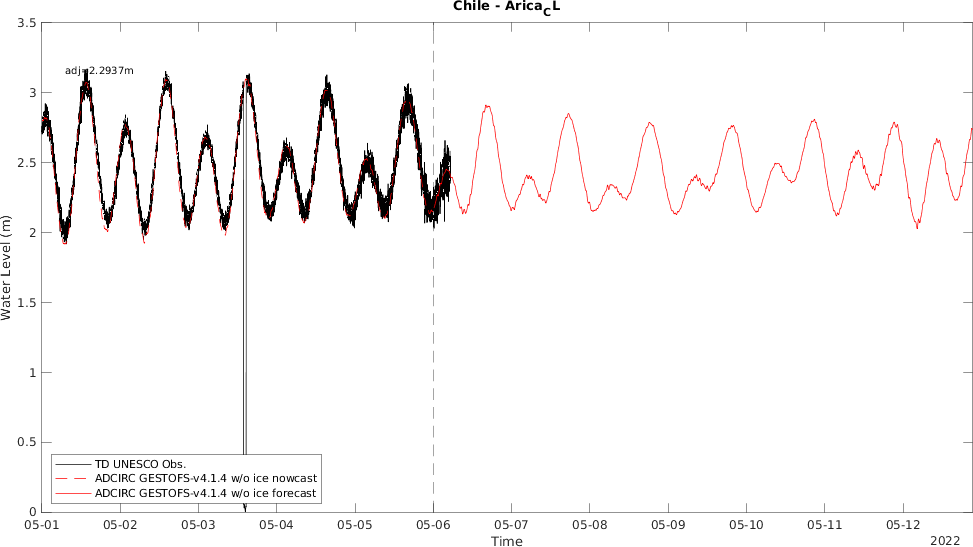 Chile - AricaCL
3.5
adj=2.2937m
3
2.5
2
1.5
1
0.5
0
Water Level (m)
TD UNESCO Obs.
ADCIRC GESTOFS-v4.1.4 w/o ice nowcast
ADCIRC GESTOFS-v4.1.4 w/o ice forecast
05-01 05-02 05-03 05-04 05-05 05-06 05-07 05-08 05-09 05-10 05-11 05-12
Time
2022